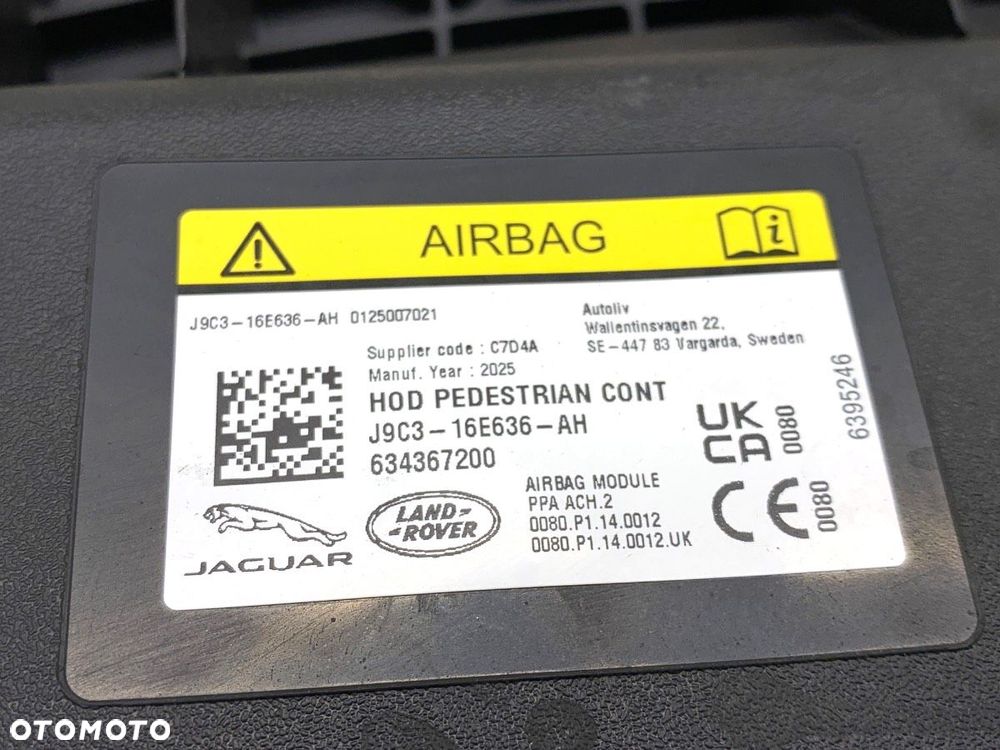 AIRBAG
J9C3-16E636-AH 0125007021
Autoliv
Wallentinsvagen 22,
SE-447 83 Vargarda, Sweden
Supplier code : C7D4A
Manuf. Year : 2025
HOD PEDESTRIAN CONT
J9C3-16E636-AH
634367200
UK
CA
0080
6395246
JAGUAR
LAND-
-ROVER
AIRBAG MODULE
PPA ACH.2
0080.P1.14.0012
0080.P1.14.0012.UK
CE
0080
OTOMOTO